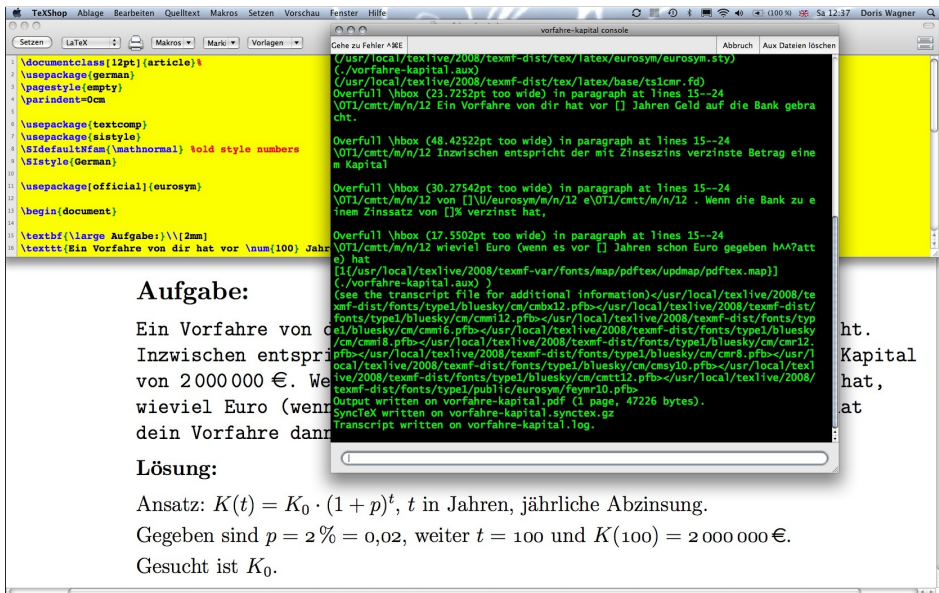 TeXShop Ablage Bearbeiten Quelltext Makros Setzen Vorschau Fenster Hilfe (100 %) Sa 12:37 Doris Wagner
vorfahre-kapital console
Setzen LaTeX Makros Marki Vorlagen
Gehe zu Fehler ^⌘E Abbruch Aux Dateien löschen
1 \documentclass[12pt]{article}%
2 \usepackage{german}
3 \pagestyle{empty}
4 \parindent=0cm
5
6 \usepackage{textcomp}
7 \usepackage{sistyle}
8 \SIdefaultNfam{\mathnormal} %old style numbers
9 \SIstyle{German}
10
11 \usepackage[official]{eurosym}
12
13 \begin{document}
14
15 \textbf{\large Aufgabe:}\\[2mm]
16 \texttt{Ein Vorfahre von dir hat vor \num{100} Jahr
(/usr/local/texlive/2008/texmf-dist/tex/latex/eurosym/eurosym.sty)
(./vorfahre-kapital.aux)
(/usr/local/texlive/2008/texmf-dist/tex/latex/base/ts1cmr.fd)
Overfull \hbox (23.7252pt too wide) in paragraph at lines 15--24
\OT1/cmtt/m/n/12 Ein Vorfahre von dir hat vor [] Jahren Geld auf die Bank gebra
cht.
Overfull \hbox (48.42522pt too wide) in paragraph at lines 15--24
\OT1/cmtt/m/n/12 Inzwischen entspricht der mit Zinseszins verzinste Betrag eine
m Kapital
Overfull \hbox (30.27542pt too wide) in paragraph at lines 15--24
\OT1/cmtt/m/n/12 von []\U/eurosym/m/n/12 e\OT1/cmtt/m/n/12 . Wenn die Bank zu e
inem Zinssatz von []% verzinst hat,
Overfull \hbox (17.5502pt too wide) in paragraph at lines 15--24
\OT1/cmtt/m/n/12 wieviel Euro (wenn es vor [] Jahren schon Euro gegeben h^^?att
e) hat
[1{/usr/local/texlive/2008/texmf-var/fonts/map/pdftex/updmap/pdftex.map}]
(./vorfahre-kapital.aux) )
(see the transcript file for additional information)</usr/local/texlive/2008/te
xmf-dist/fonts/type1/bluesky/cm/cmbx12.pfb></usr/local/texlive/2008/texmf-dist/
fonts/type1/bluesky/cm/cmmi12.pfb></usr/local/texlive/2008/texmf-dist/fonts/typ
e1/bluesky/cm/cmmi6.pfb></usr/local/texlive/2008/texmf-dist/fonts/type1/bluesky
/cm/cmmi8.pfb></usr/local/texlive/2008/texmf-dist/fonts/type1/bluesky/cm/cmr12.
pfb></usr/local/texlive/2008/texmf-dist/fonts/type1/bluesky/cm/cmr8.pfb></usr/l
ocal/texlive/2008/texmf-dist/fonts/type1/bluesky/cm/cmsy10.pfb></usr/local/texl
ive/2008/texmf-dist/fonts/type1/bluesky/cm/cmtt12.pfb></usr/local/texlive/2008/
texmf-dist/fonts/type1/public/eurosym/feymr10.pfb>
Output written on vorfahre-kapital.pdf (1 page, 47226 bytes).
SyncTeX written on vorfahre-kapital.synctex.gz
Transcript written on vorfahre-kapital.log.
Aufgabe:
Ein Vorfahre von d ht.
Inzwischen entspri Kapital
von 2 000 000 €. We hat,
wieviel Euro (wenn at
dein Vorfahre dann
Lösung:
Ansatz: K(t) = K₀ · (1 + p)ᵗ, t in Jahren, jährliche Abzinsung.
Gegeben sind p = 2 % = 0,02, weiter t = 100 und K(100) = 2 000 000 €.
Gesucht ist K₀.